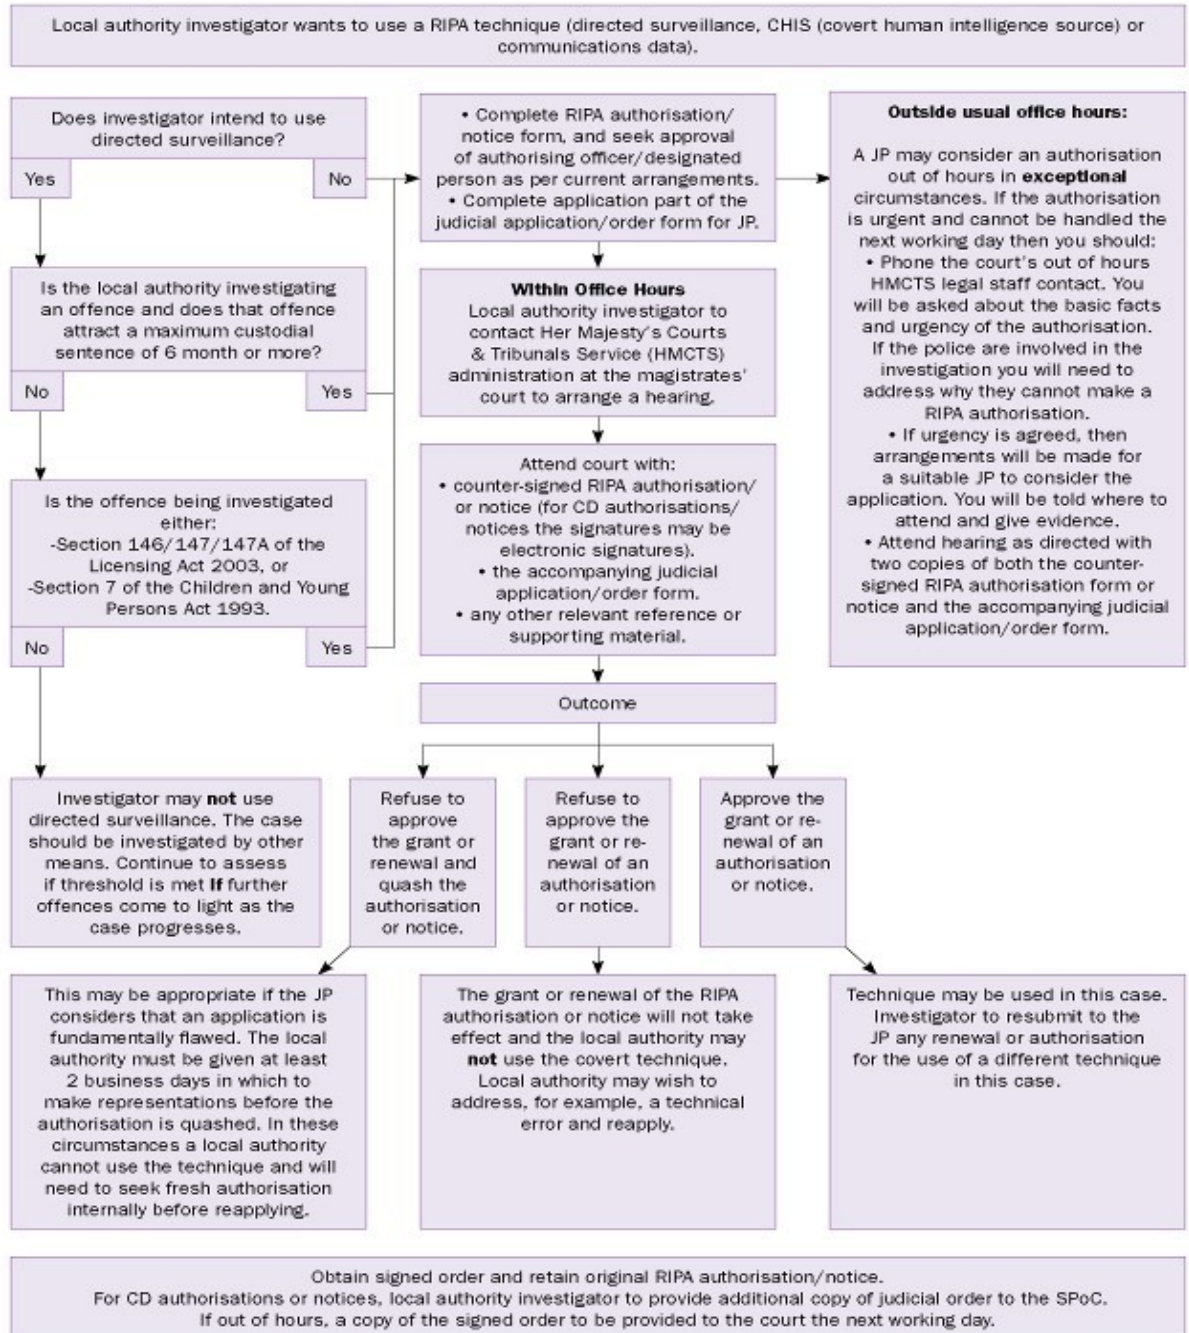 Local authority investigator wants to use a RIPA technique (directed surveillance, CHIS (covert human intelligence source) or
communications data).
Does investigator intend to use
directed surveillance?
Yes
No
Is the local authority investigating
an offence and does that offence
attract a maximum custodial
sentence of 6 month or more?
No
Yes
Is the offence being investigated
either:
-Section 146/147/147A of the
Licensing Act 2003, or
-Section 7 of the Children and Young
Persons Act 1993.
No
Yes
• Complete RIPA authorisation/
notice form, and seek approval
of authorising officer/designated
person as per current arrangements.
• Complete application part of the
judicial application/order form for JP.
Within Office Hours
Local authority investigator to
contact Her Majesty's Courts
& Tribunals Service (HMCTS)
administration at the magistrates'
court to arrange a hearing.
Attend court with:
• counter-signed RIPA authorisation/
or notice (for CD authorisations/
notices the signatures may be
electronic signatures).
• the accompanying judicial
application/order form.
• any other relevant reference or
supporting material.
Outside usual office hours:
A JP may consider an authorisation
out of hours in exceptional
circumstances. If the authorisation
is urgent and cannot be handled the
next working day then you should:
• Phone the court's out of hours
HMCTS legal staff contact. You
will be asked about the basic facts
and urgency of the authorisation.
If the police are involved in the
investigation you will need to
address why they cannot make a
RIPA authorisation.
• If urgency is agreed, then
arrangements will be made for
a suitable JP to consider the
application. You will be told where to
attend and give evidence.
• Attend hearing as directed with
two copies of both the counter-
signed RIPA authorisation form or
notice and the accompanying judicial
application/order form.
Outcome
Investigator may not use
directed surveillance. The case
should be investigated by other
means. Continue to assess
if threshold is met if further
offences come to light as the
case progresses.
Refuse to
approve
the grant or
renewal and
quash the
authorisation
or notice.
Refuse to
approve the
grant or re-
newal of an
authorisation
or notice.
Approve the
grant or re-
newal of an
authorisation
or notice.
This may be appropriate if the JP
considers that an application is
fundamentally flawed. The local
authority must be given at least
2 business days in which to
make representations before the
authorisation is quashed. In these
circumstances a local authority
cannot use the technique and will
need to seek fresh authorisation
internally before reapplying.
The grant or renewal of the RIPA
authorisation or notice will not take
effect and the local authority may
not use the covert technique.
Local authority may wish to
address, for example, a technical
error and reapply.
Technique may be used in this case.
Investigator to resubmit to the
JP any renewal or authorisation
for the use of a different technique
in this case.
Obtain signed order and retain original RIPA authorisation/notice.
For CD authorisations or notices, local authority investigator to provide additional copy of judicial order to the SPoC.
If out of hours, a copy of the signed order to be provided to the court the next working day.